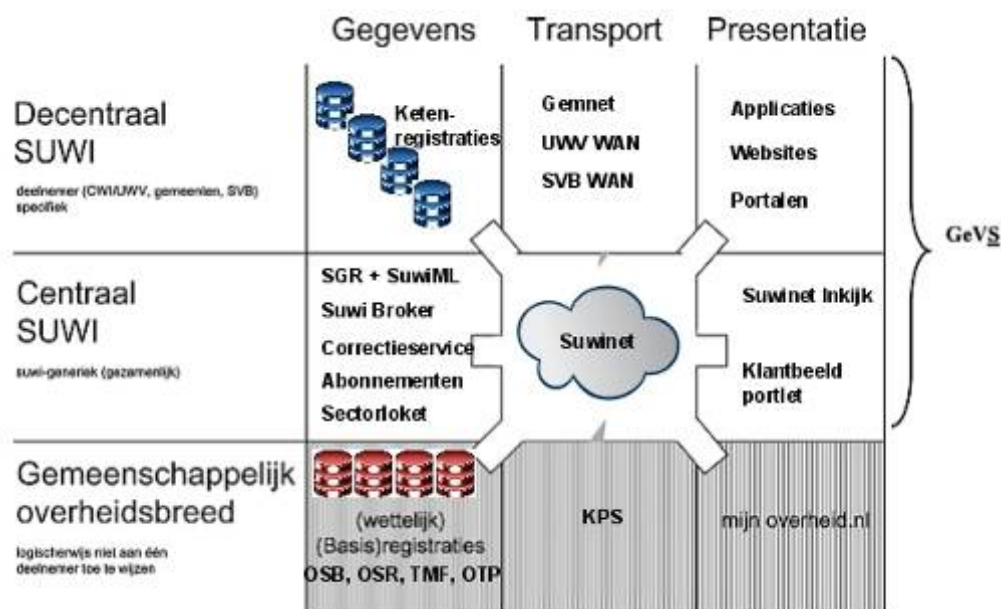 Gegevens
Transport
Presentatie
Decentraal
SUWI
deelnemer (CWI/UWV, gemeenten, SVB)
specifiek
Keten-
registraties
Gemnet
UWV WAN
SVB WAN
Applicaties
Websites
Portalen
GeVS
Centraal
SUWI
suwi-generiek (gezamenlijk)
SGR + SuwiML
Suwi Broker
Correctieservice
Abonnementen
Sectorloket
Suwinet
Suwinet Inkijk
Klantbeeld
portlet
Gemeenschappelijk
overheidsbreed
logischerwijs niet aan één
deelnemer toe te wijzen
(wettelijk)
(Basis)registraties
OSB, OSR, TMF, OTP
KPS
mijn overheid.nl